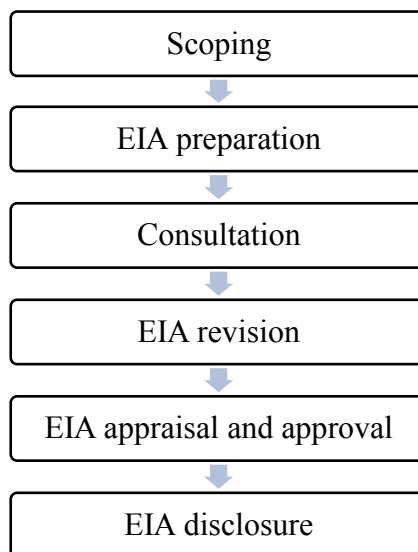 Scoping
EIA preparation
Consultation
EIA revision
EIA appraisal and approval
EIA disclosure